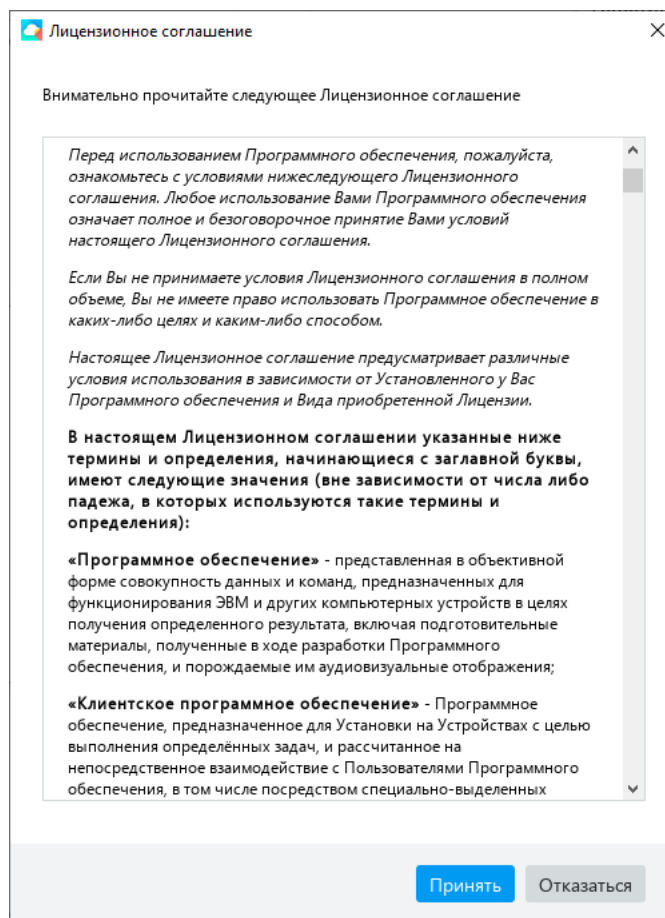 Лицензионное соглашение
Внимательно прочитайте следующее Лицензионное соглашение
Перед использованием Программного обеспечения, пожалуйста,
ознакомьтесь с условиями нижеследующего Лицензионного
соглашения. Любое использование Вами Программного обеспечения
означает полное и безоговорочное принятие Вами условий
настоящего Лицензионного соглашения.
Если Вы не принимаете условия Лицензионного соглашения в полном
объеме, Вы не имеете право использовать Программное обеспечение в
каких-либо целях и каким-либо способом.
Настоящее Лицензионное соглашение предусматривает различные
условия использования в зависимости от Установленного у Вас
Программного обеспечения и Вида приобретенной Лицензии.
В настоящем Лицензионном соглашении указанные ниже
термины и определения, начинающиеся с заглавной буквы,
имеют следующие значения (вне зависимости от числа либо
падежа, в которых используются такие термины и
определения):
«Программное обеспечение» - представленная в объективной
форме совокупность данных и команд, предназначенных для
функционирования ЭВМ и других компьютерных устройств в целях
получения определенного результата, включая подготовительные
материалы, полученные в ходе разработки Программного
обеспечения, и порождаемые им аудиовизуальные отображения;
«Клиентское программное обеспечение» - Программное
обеспечение, предназначенное для Установки на Устройствах с целью
выполнения определённых задач, и рассчитанное на
непосредственное взаимодействие с Пользователями Программного
обеспечения, в том числе посредством специально-выделенных
Принять Отказаться